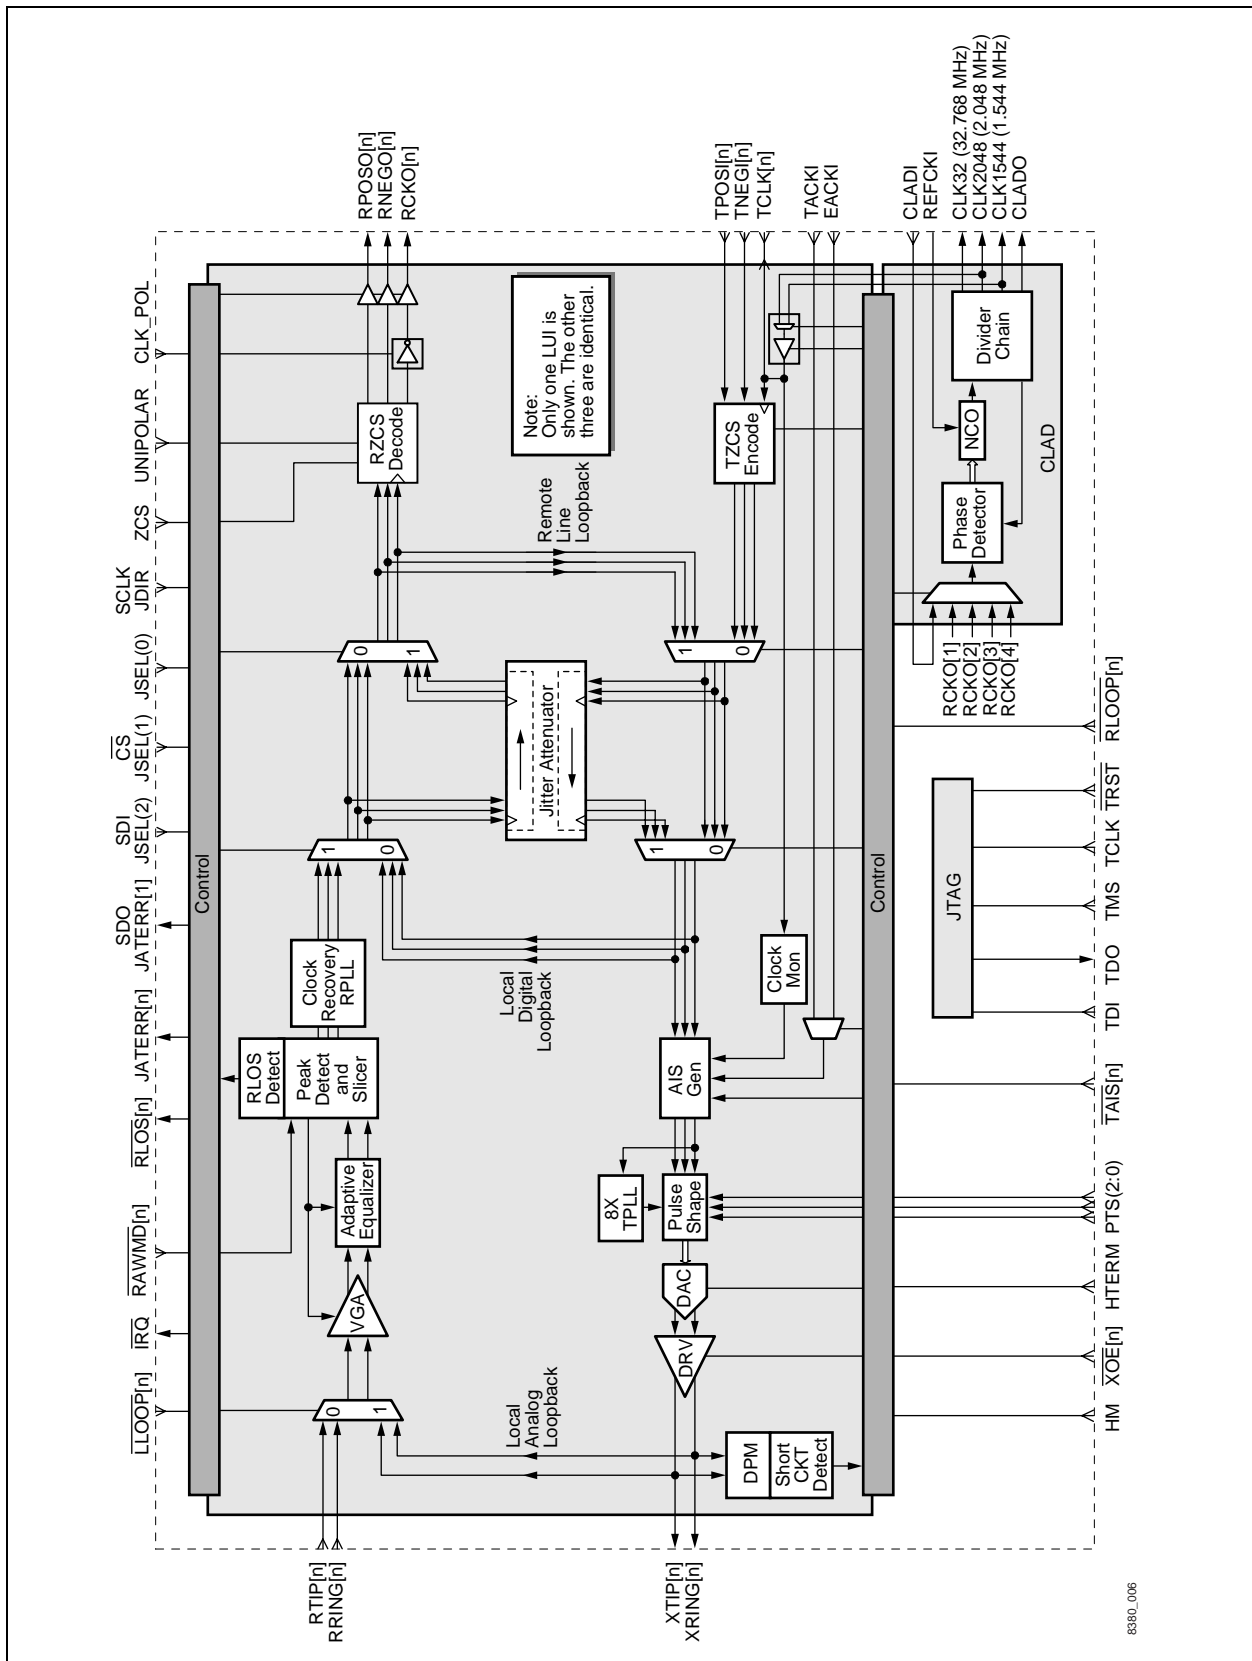 LLOOP[n]
IRQ
RAWMD[n]
RLOS[n]
JATERR[n]
SDO
JATERR[1]
SDI
JSEL(2)
CS
JSEL(1)
JSEL(0)
SCLK
JDIR
ZCS
UNIPOLAR
CLK_POL
Control
RTIP[n]
RRING[n]
0
1
VGA
Adaptive
Equalizer
RLOS
Detect
Peak
Detect
and
Slicer
Clock
Recovery
RPLL
1
0
0
1
RZCS
Decode
RPOSO[n]
RNEGO[n]
RCKO[n]
Local
Analog
Loopback
Local
Digital
Loopback
Jitter Attenuator
Remote
Line
Loopback
Note:
Only one LUI is
shown. The other
three are identical.
XTIP[n]
XRING[n]
DRV
DAC
8X
TPLL
Pulse
Shape
AIS
Gen
1
0
1
0
TZCS
Encode
TPOSI[n]
TNEGI[n]
TCLK[n]
TACKI
EACKI
DPM
Short
CKT
Detect
Clock
Mon
Control
CLADI
REFCKI
CLK32 (32.768 MHz)
CLK2048 (2.048 MHz)
CLK1544 (1.544 MHz)
CLADO
RCKO[1]
RCKO[2]
RCKO[3]
RCKO[4]
Phase
Detector
NCO
Divider
Chain
CLAD
JTAG
HM
XOE[n]
HTERM
PTS(2:0)
TAIS[n]
TDI
TDO
TMS
TCLK
TRST
RLOOP[n]
8380_006